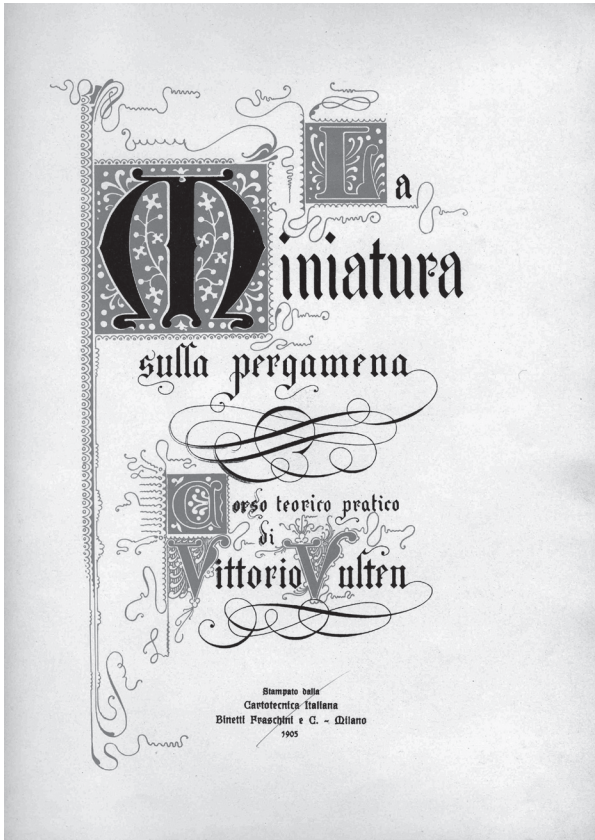 La
Miniatura
sulla pergamena
Corso teorico pratico
di
Vittorio Vulten
Stampato dalla
Cartotecnica Italiana
Binetti Fraschini e C. - Milano
1905